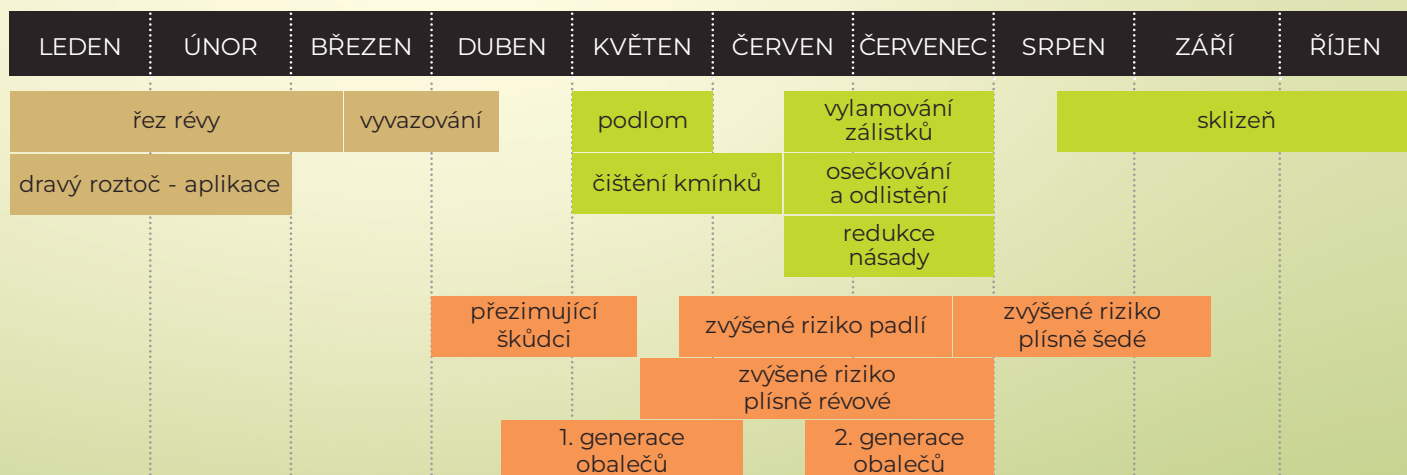 LEDEN ÚNOR BŘEZEN DUBEN KVĚTEN ČERVEN ČERVENEC SRPEN ZÁŘÍ ŘÍJEN
řez révy
vyvazování
podlom
vylamování
zálistků
sklizeň
dravý roztoč - aplikace
čištění kmínků
osečkování
a odlistění
redukce
násady
přezimující
škůdci
zvýšené riziko padlí
zvýšené riziko
plísně šedé
zvýšené riziko
plísně révové
1. generace
obalečů
2. generace
obalečů